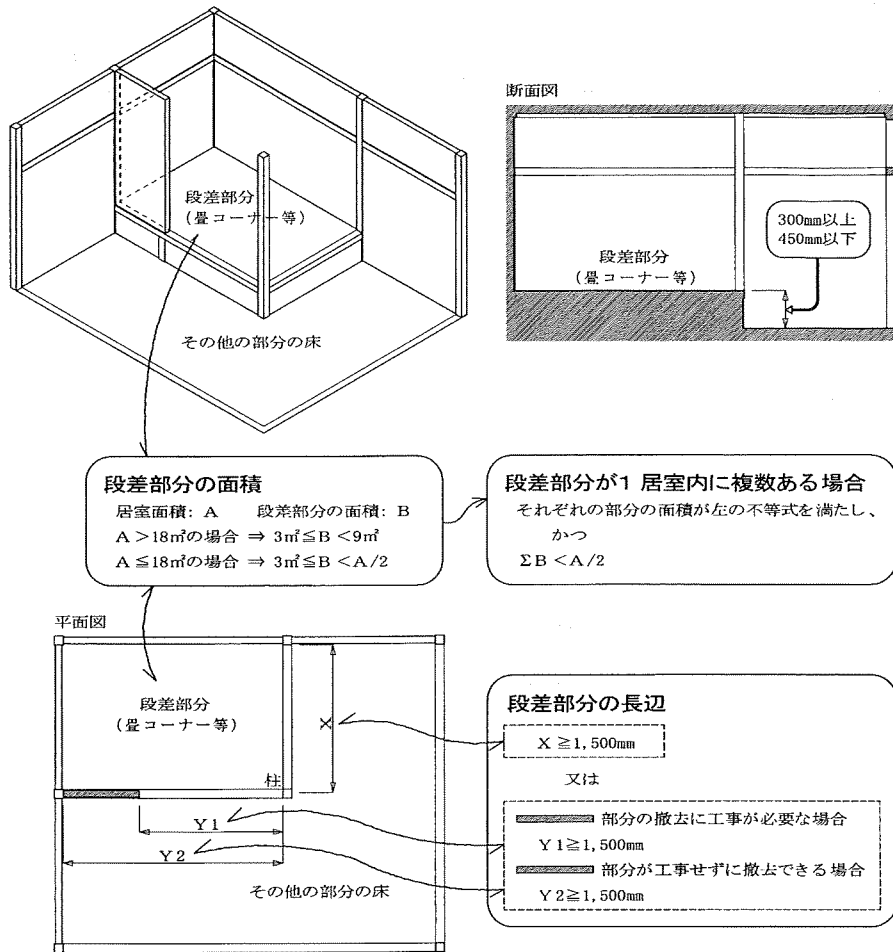 段差部分
(畳コーナー等)
その他の部分の床
断面図
段差部分
(畳コーナー等)
300mm以上
450mm以下
段差部分の面積
居室面積: A 段差部分の面積: B
A >18㎡の場合 ⇒ 3㎡≦B <9㎡
A ≦18㎡の場合 ⇒ 3㎡≦B <A/2
段差部分が1 居室内に複数ある場合
それぞれの部分の面積が左の不等式を満たし、
かつ
ΣB <A/2
平面図
段差部分
(畳コーナー等)
X
柱
Y1
Y2
その他の部分の床
段差部分の長辺
X ≧1,500mm
又は
部分の撤去に工事が必要な場合
Y1≧1,500mm
部分が工事せずに撤去できる場合
Y2≧1,500mm